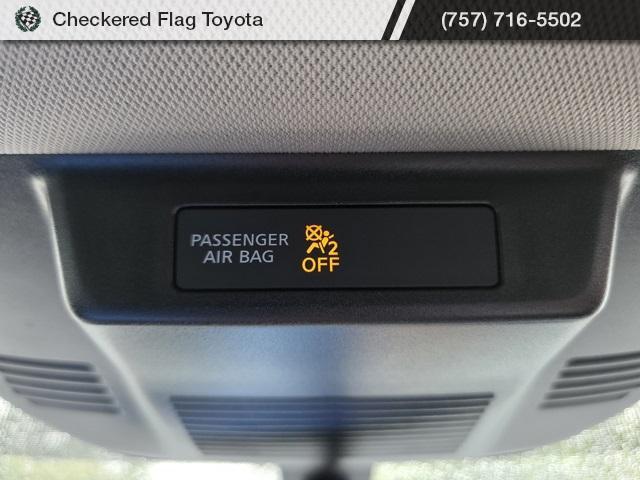 Checkered Flag Toyota
(757) 716-5502
PASSENGER
AIR BAG
2
OFF